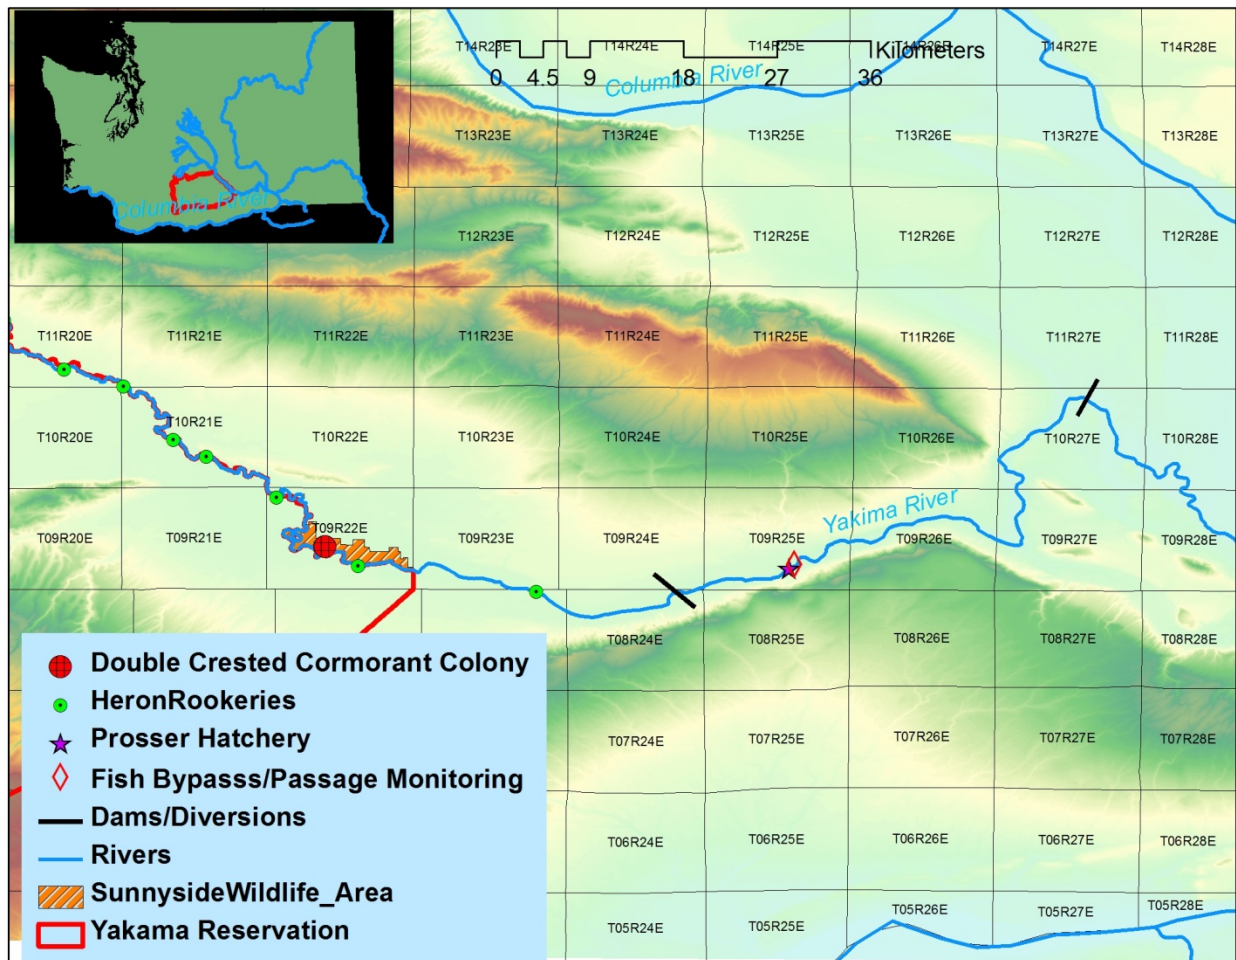 T14R23E T14R24E T14R25E T14R26E T14R27E T14R28E
Kilometers
0 4.5 9 18 27 36
Columbia River
Columbia River
T13R23E T13R24E T13R25E T13R26E T13R27E T13R28E
T12R23E T12R24E T12R25E T12R26E T12R27E T12R28E
T11R20E T11R21E T11R22E T11R23E T11R24E T11R25E T11R26E T11R27E T11R28E
T10R20E T10R21E T10R22E T10R23E T10R24E T10R25E T10R26E T10R27E T10R28E
Yakima River
T09R20E T09R21E T09R22E T09R23E T09R24E T09R25E T09R26E T09R27E T09R28E
T08R24E T08R25E T08R26E T08R27E T08R28E
T07R24E T07R25E T07R26E T07R27E T07R28E
T06R24E T06R25E T06R26E T06R27E T06R28E
T05R24E T05R25E T05R26E T05R27E T05R28E
Double Crested Cormorant Colony
HeronRookeries
Prosser Hatchery
Fish Bypasss/Passage Monitoring
Dams/Diversions
Rivers
SunnysideWildlife_Area
Yakama Reservation